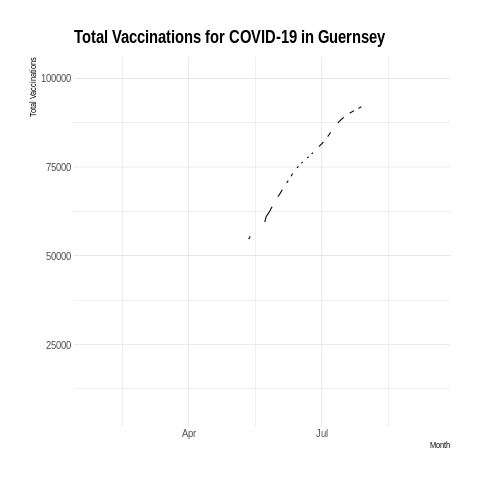 Total Vaccinations for COVID-19 in Guernsey
Total Vaccinations
100000
75000
50000
25000
Apr Jul
Month